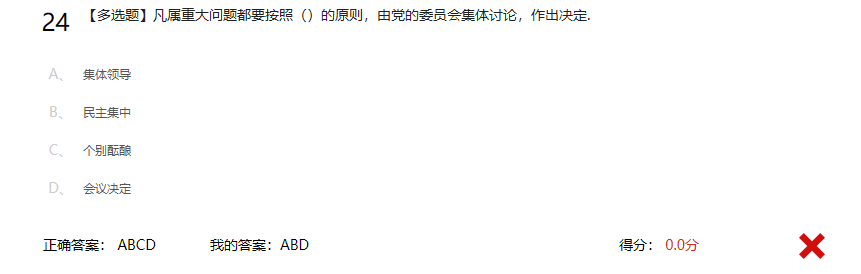 24 【多选题】凡属重大问题都要按照（）的原则，由党的委员会集体讨论，作出决定.
A、 集体领导
B、 民主集中
C、 个别酝酿
D、 会议决定
正确答案： ABCD 我的答案：ABD 得分： 0.0分